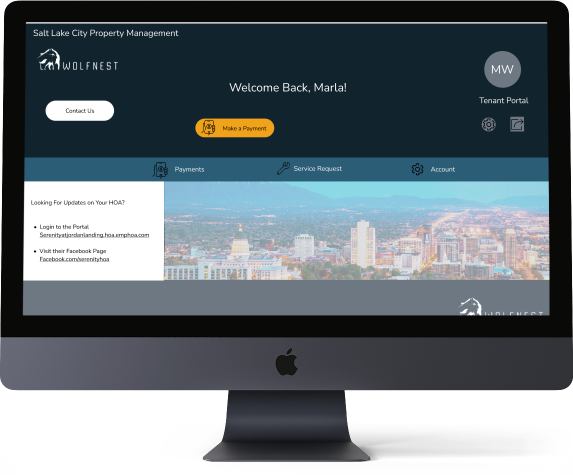 Salt Lake City Property Management
WOLFNEST
MW
Welcome Back, Marla!
Tenant Portal
Contact Us
Make a Payment
Payments
Service Request
Account
Looking For Updates on Your HOA?
• Login to the Portal
Serenityatjordanlanding.hoa.emphoa.com
• Visit their Facebook Page
Facebook.com/serenityhoa
WOLFNEST